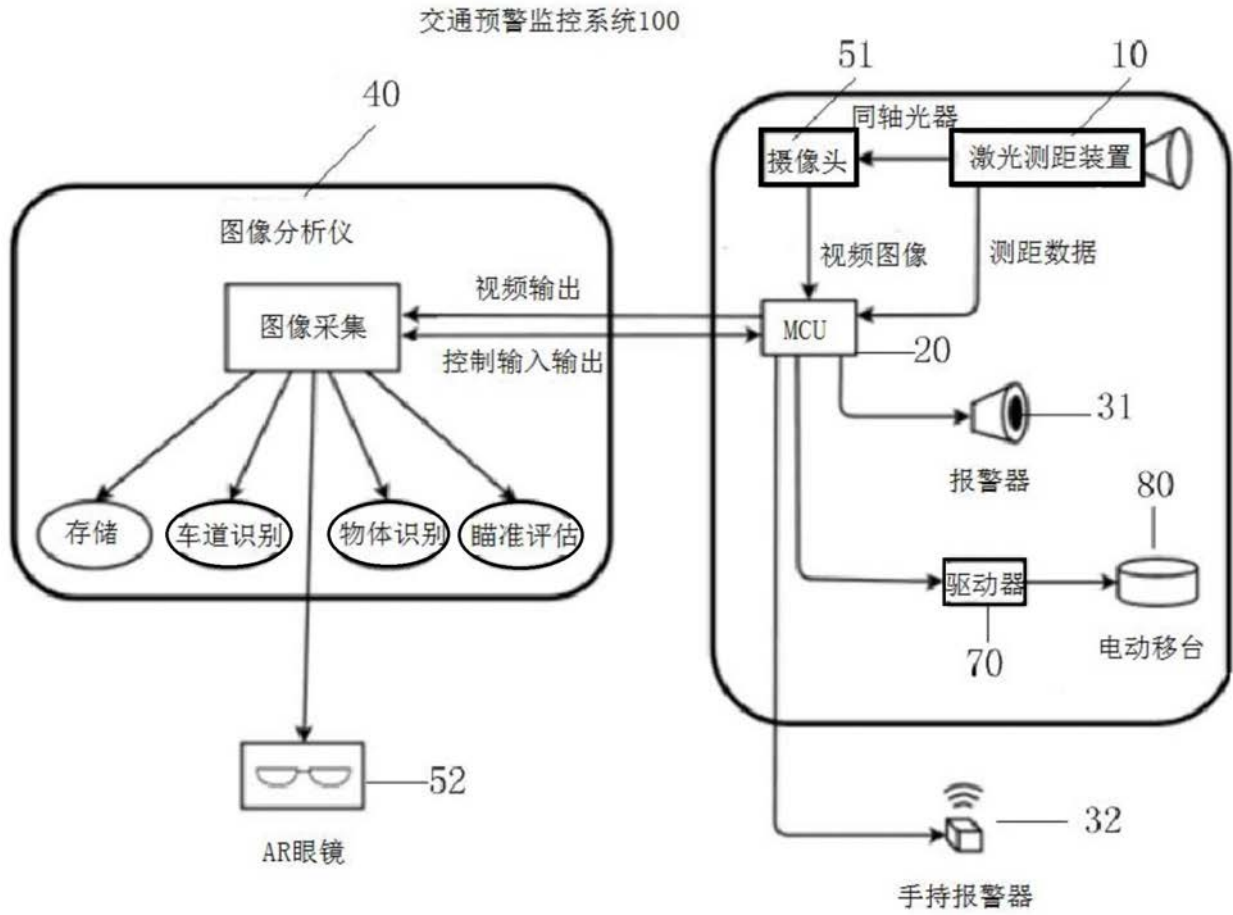 交通预警监控系统100
40
图像分析仪
图像采集
视频输出
控制输入输出
存储
车道识别
物体识别
瞄准评估
52
AR眼镜
51
10
同轴光器
摄像头
激光测距装置
视频图像
测距数据
MCU
20
31
报警器
80
驱动器
70
电动移台
32
手持报警器